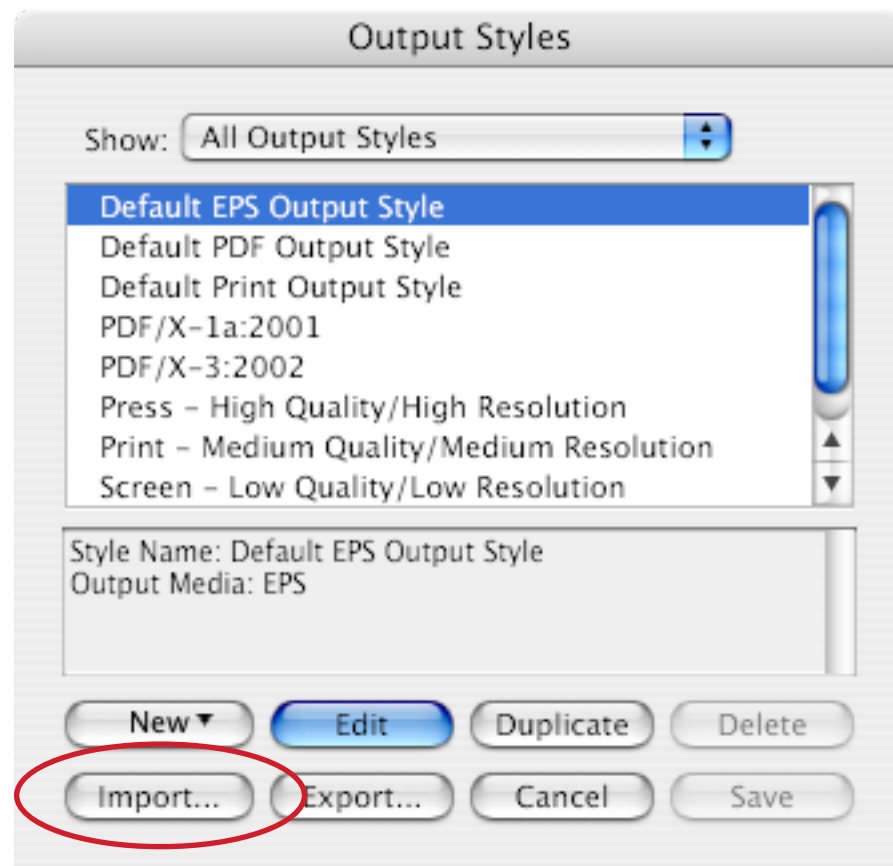 Output Styles
Show: All Output Styles
Default EPS Output Style
Default PDF Output Style
Default Print Output Style
PDF/X-1a:2001
PDF/X-3:2002
Press – High Quality/High Resolution
Print – Medium Quality/Medium Resolution
Screen – Low Quality/Low Resolution
Style Name: Default EPS Output Style
Output Media: EPS
New Edit Duplicate Delete
Import... Export... Cancel Save